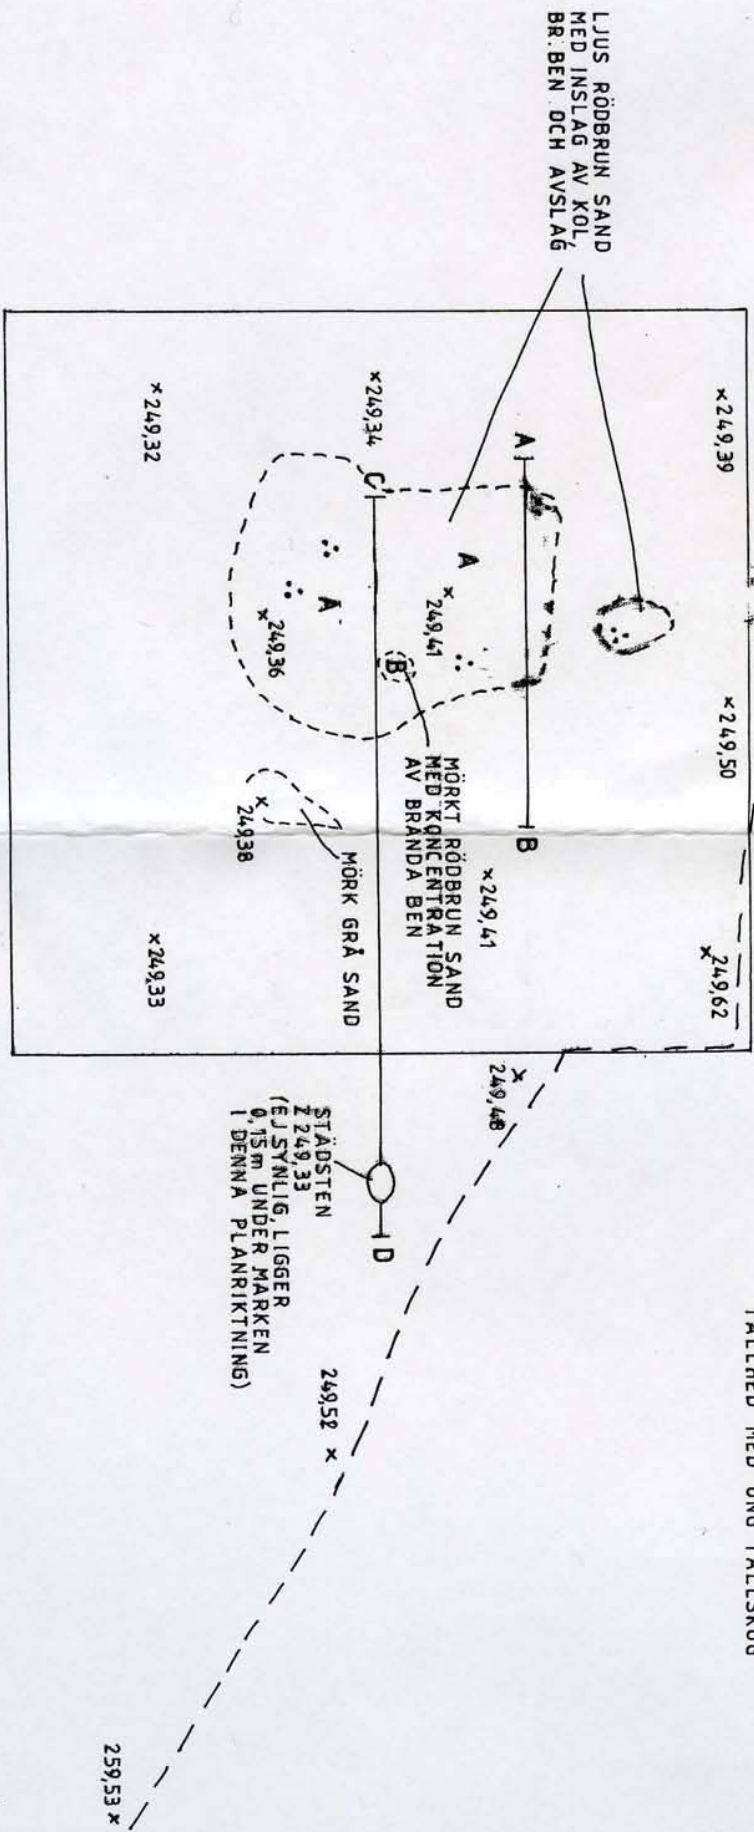 TALLHED MED UNG TALLSKOG
LJUS RÖDBRUN SAND
MED INSLAG AV KOL,
BR. BEN OCH AVSLAG
×249,39
×249,50
×249,62
A
B
×249,34
C
A
×249,41
×249,41
×
249,48
B
MÖRKT RÖDBRUN SAND
MED KONCENTRATION
AV BRÄNDA BEN
A
×249,36
×249,32
×
249,38
MÖRK GRÅ SAND
×249,33
D
STÄDSTEN
Z 249,33
(EJ SYNLIG, LIGGER
0,15m UNDER MARKEN
I DENNA PLANRIKTNING)
249,52 ×
259,53 ×